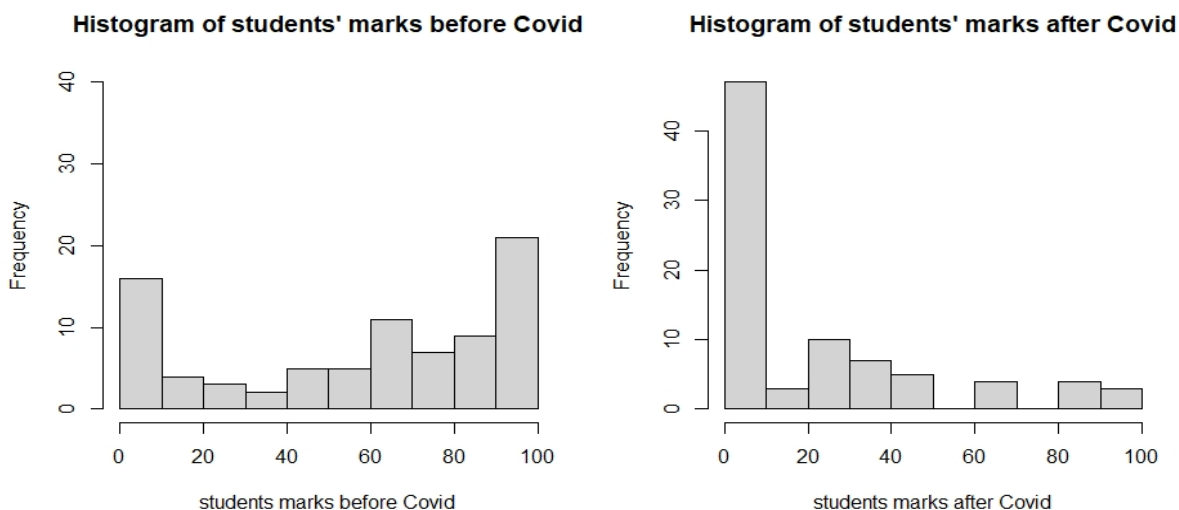 Histogram of students' marks before Covid
Frequency
40
30
20
10
0
0 20 40 60 80 100
students marks before Covid
Histogram of students' marks after Covid
Frequency
40
30
20
10
0
0 20 40 60 80 100
students marks after Covid